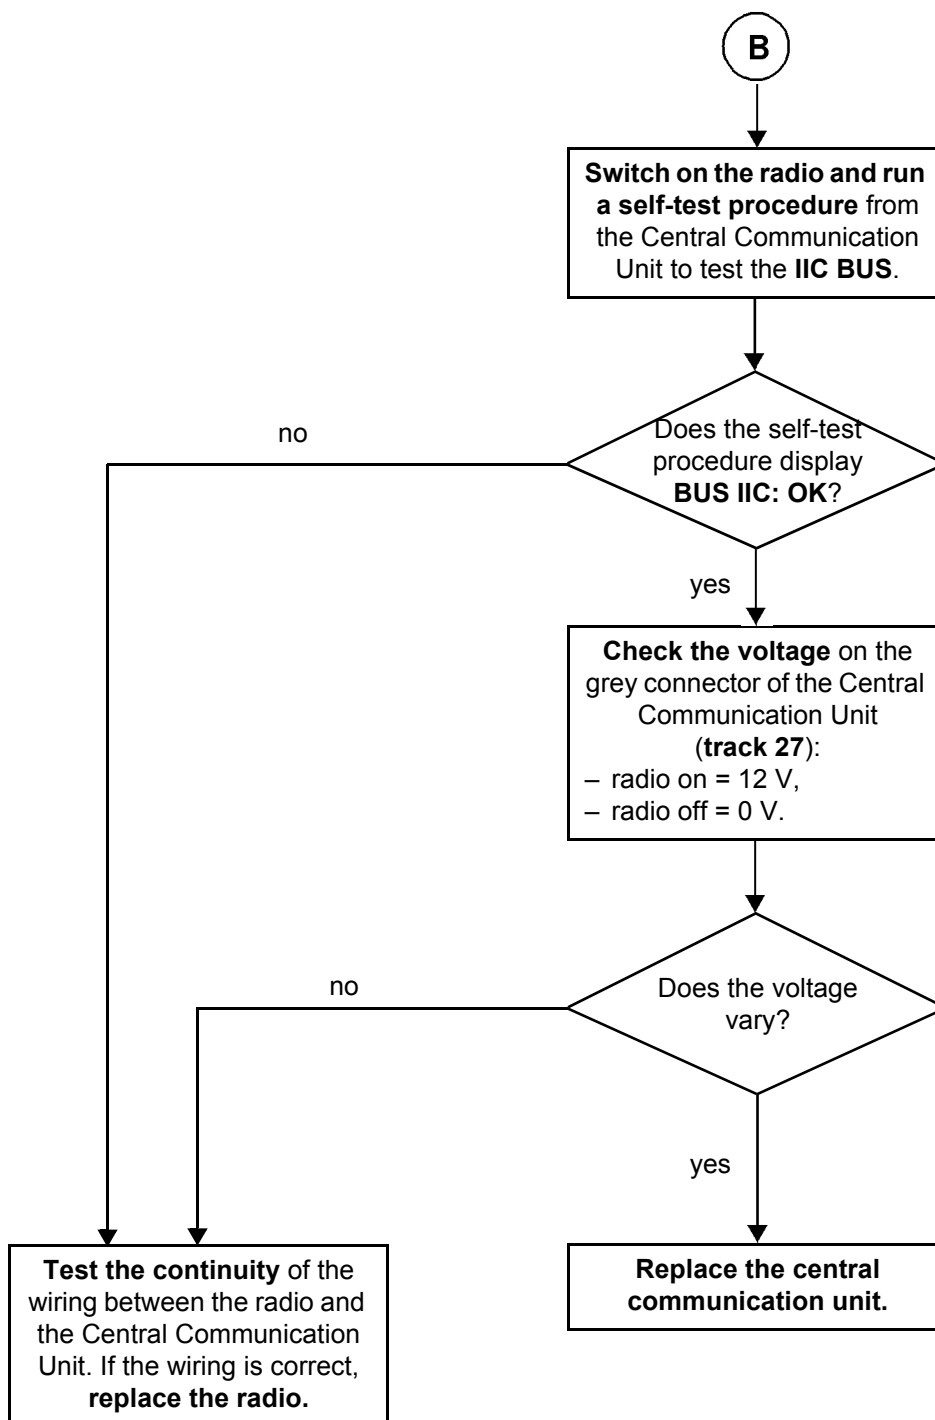 B
Switch on the radio and run
a self-test procedure from
the Central Communication
Unit to test the IIC BUS.
no
Does the self-test
procedure display
BUS IIC: OK?
yes
Check the voltage on the
grey connector of the Central
Communication Unit
(track 27):
– radio on = 12 V,
– radio off = 0 V.
no
Does the voltage
vary?
yes
Test the continuity of the
wiring between the radio and
the Central Communication
Unit. If the wiring is correct,
replace the radio.
Replace the central
communication unit.